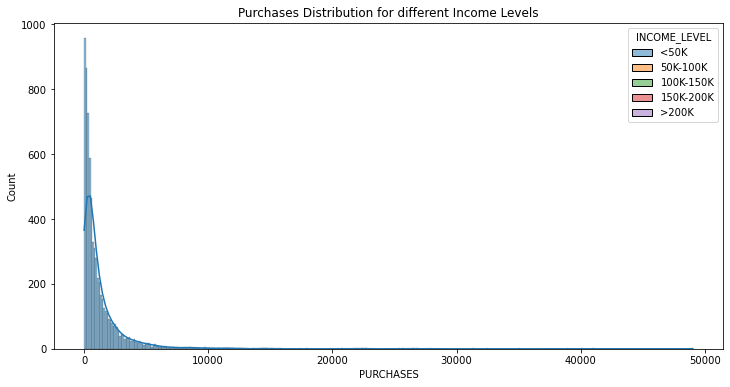 Purchases Distribution for different Income Levels
1000
800
600
400
200
0
Count
INCOME_LEVEL
<50K
50K-100K
100K-150K
150K-200K
>200K
0 10000 20000 30000 40000 50000
PURCHASES